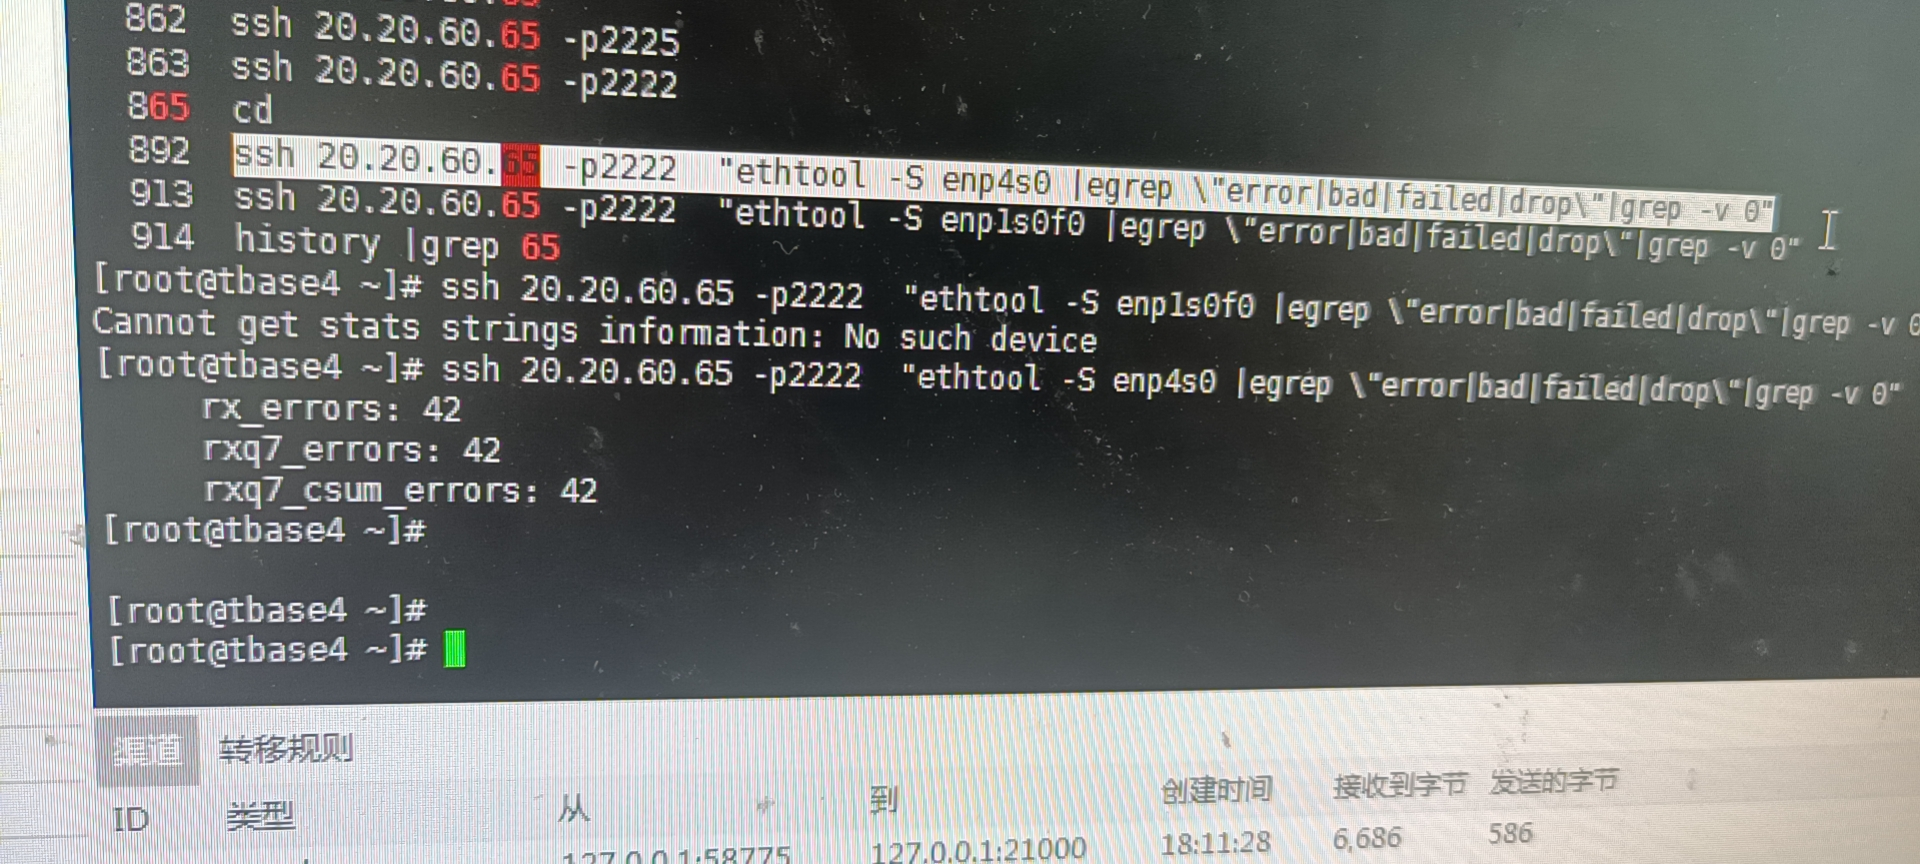 862 ssh 20.20.60.65 -p2225
863 ssh 20.20.60.65 -p2222
865 cd
892 ssh 20.20.60.65 -p2222  "ethtool -S enp4s0 |egrep \"error|bad|failed|drop\"|grep -v 0"
913 ssh 20.20.60.65 -p2222  "ethtool -S enp1s0f0 |egrep \"error|bad|failed|drop\"|grep -v 0"
914 history |grep 65
[root@tbase4 ~]# ssh 20.20.60.65 -p2222  "ethtool -S enp1s0f0 |egrep \"error|bad|failed|drop\"|grep -v 0
Cannot get stats strings information: No such device
[root@tbase4 ~]# ssh 20.20.60.65 -p2222  "ethtool -S enp4s0 |egrep \"error|bad|failed|drop\"|grep -v 0"
rx_errors: 42
rxq7_errors: 42
rxq7_csum_errors: 42
[root@tbase4 ~]#
[root@tbase4 ~]#
[root@tbase4 ~]#
渠道 转移规则
ID 类型 从 到 创建时间 接收到字节 发送的字节
127.0.0.1:58775 127.0.0.1:21000 18:11:28 6,686 586